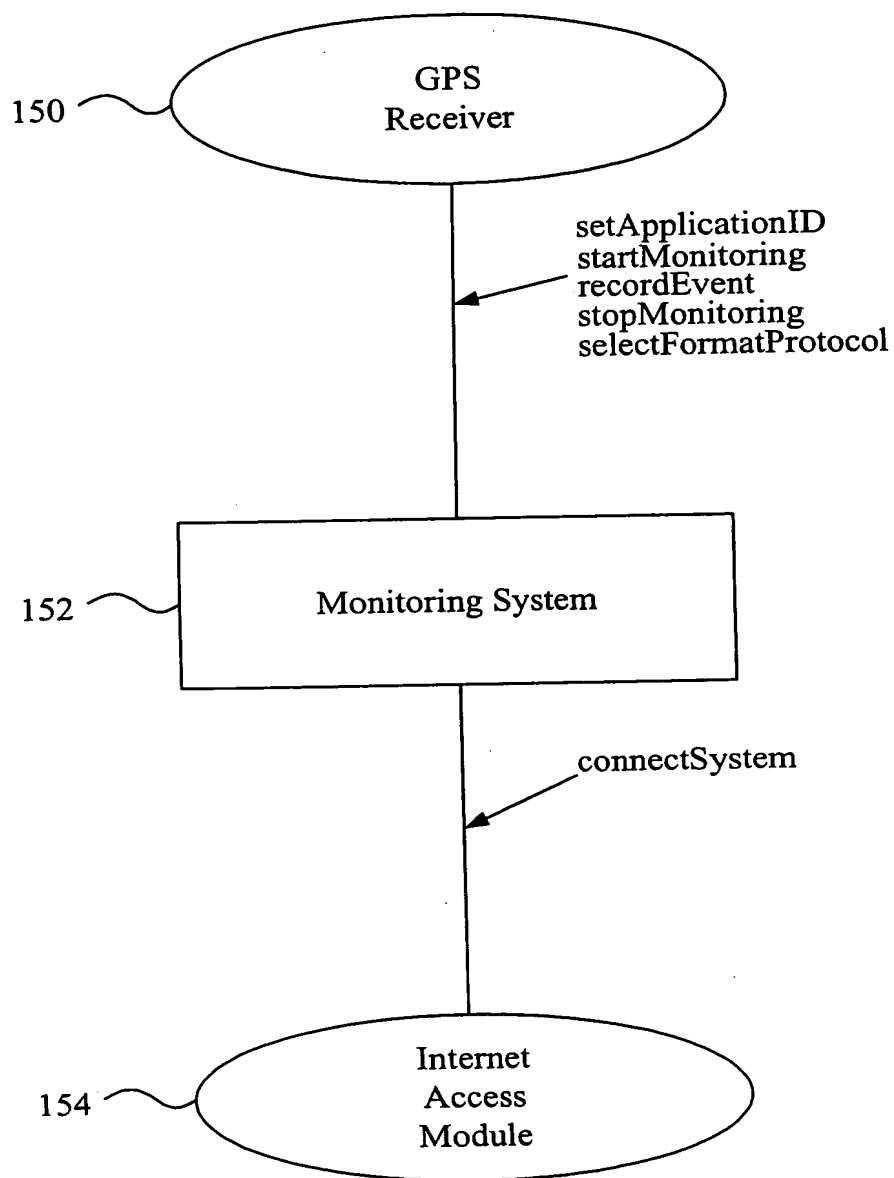 GPS
Receiver
150
setApplicationID
startMonitoring
recordEvent
stopMonitoring
selectFormatProtocol
152
Monitoring System
connectSystem
Internet
Access
Module
154